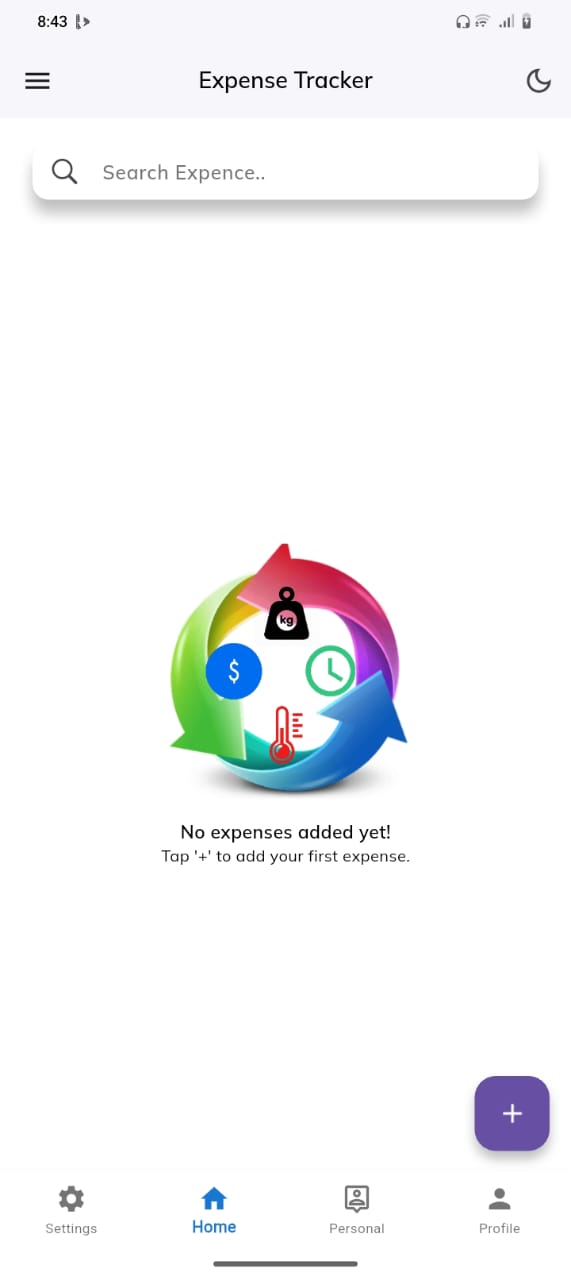 8:43
Expense Tracker
Search Expence..
kg
$
No expenses added yet!
Tap '+' to add your first expense.
+
Settings
Home
Personal
Profile